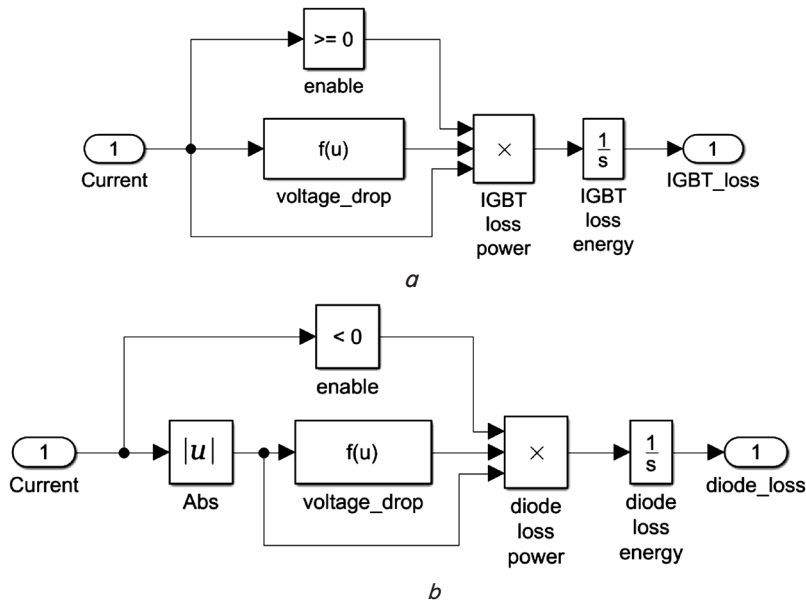 >= 0
enable
1
f(u)
×
1
s
1
Current
voltage_drop
IGBT
loss
power
IGBT
loss
energy
IGBT_loss
a
< 0
enable
1
|u|
f(u)
×
1
s
1
Current
Abs
voltage_drop
diode
loss
power
diode
loss
energy
diode_loss
b